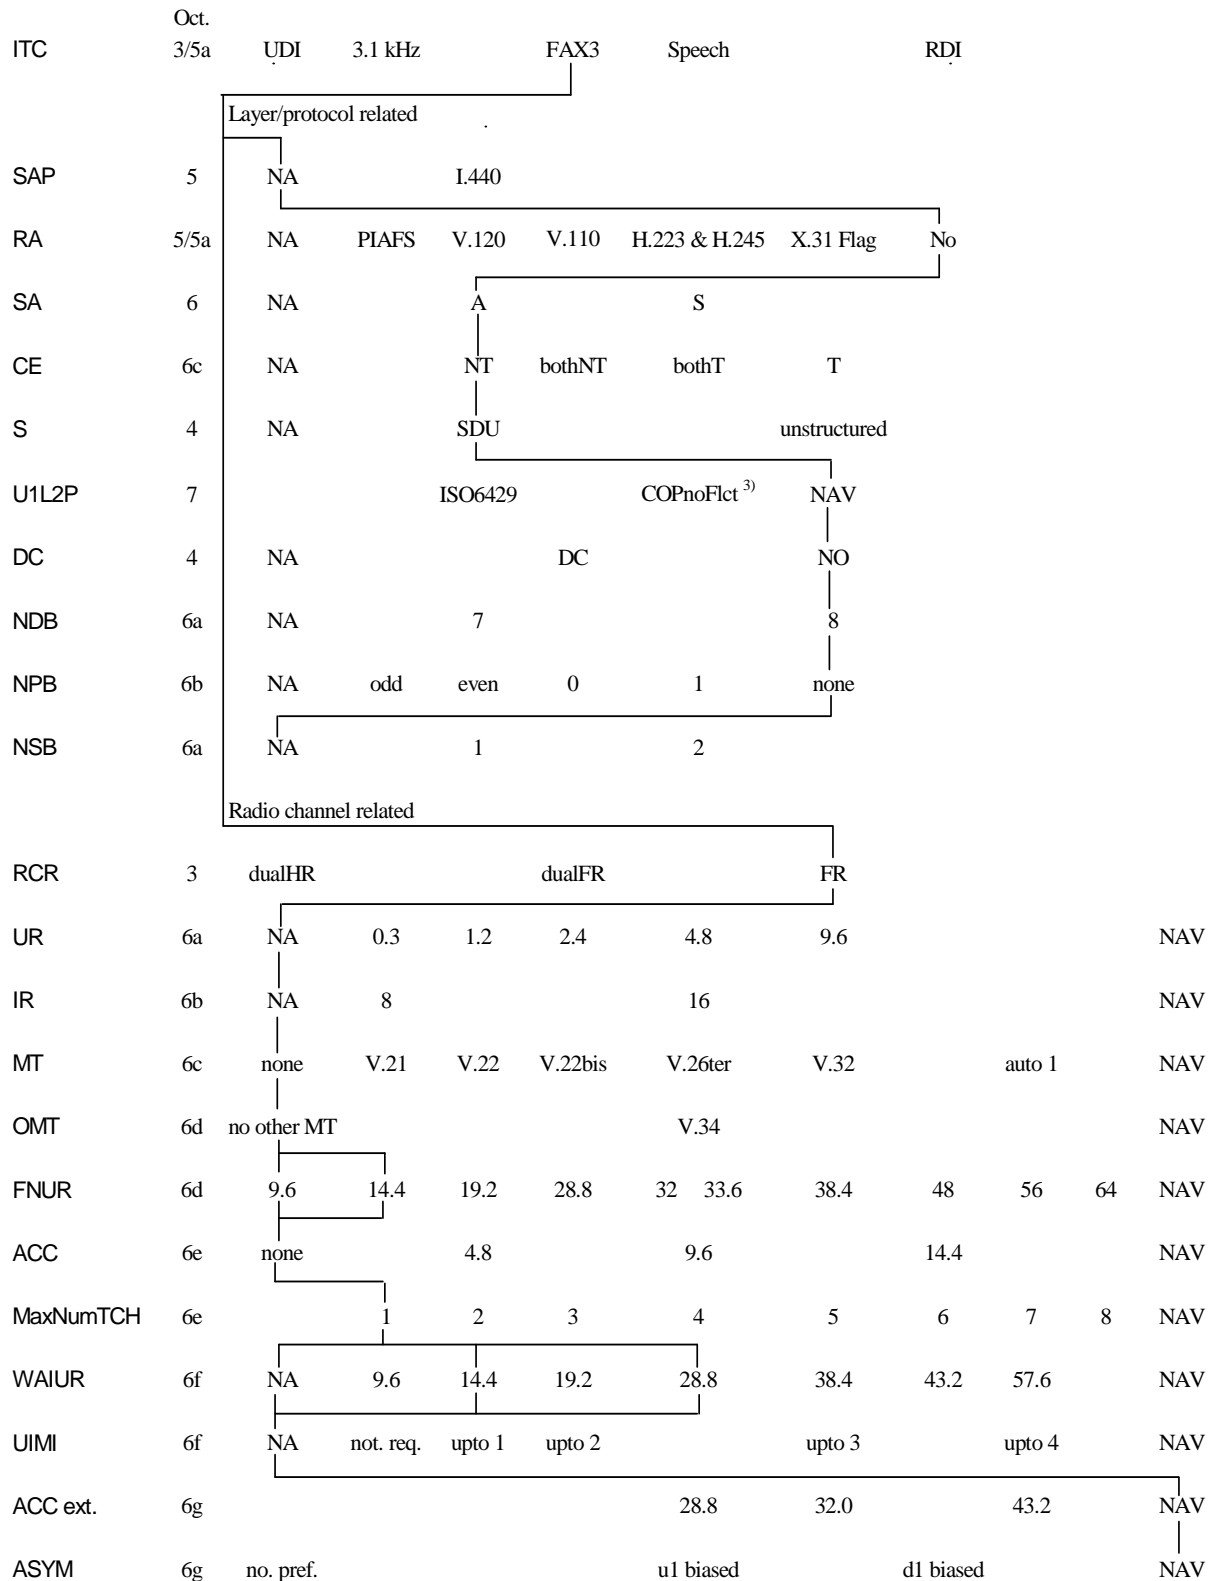 Oct.
ITC 3/5a UDI 3.1 kHz FAX3 Speech RDI
Layer/protocol related
SAP 5 NA I.440
RA 5/5a NA PIAFS V.120 V.110 H.223 & H.245 X.31 Flag No
SA 6 NA A S
CE 6c NA NT bothNT bothT T
S 4 NA SDU unstructured
U1L2P 7 ISO6429 COPnoFlct 3) NAV
DC 4 NA DC NO
NDB 6a NA 7 8
NPB 6b NA odd even 0 1 none
NSB 6a NA 1 2
Radio channel related
RCR 3 dualHR dualFR FR
UR 6a NA 0.3 1.2 2.4 4.8 9.6 NAV
IR 6b NA 8 16 NAV
MT 6c none V.21 V.22 V.22bis V.26ter V.32 auto 1 NAV
OMT 6d no other MT V.34 NAV
FNUR 6d 9.6 14.4 19.2 28.8 32 33.6 38.4 48 56 64 NAV
ACC 6e none 4.8 9.6 14.4 NAV
MaxNumTCH 6e 1 2 3 4 5 6 7 8 NAV
WAIUR 6f NA 9.6 14.4 19.2 28.8 38.4 43.2 57.6 NAV
UIMI 6f NA not. req. upto 1 upto 2 upto 3 upto 4 NAV
ACC ext. 6g 28.8 32.0 43.2 NAV
ASYM 6g no. pref. u1 biased d1 biased NAV